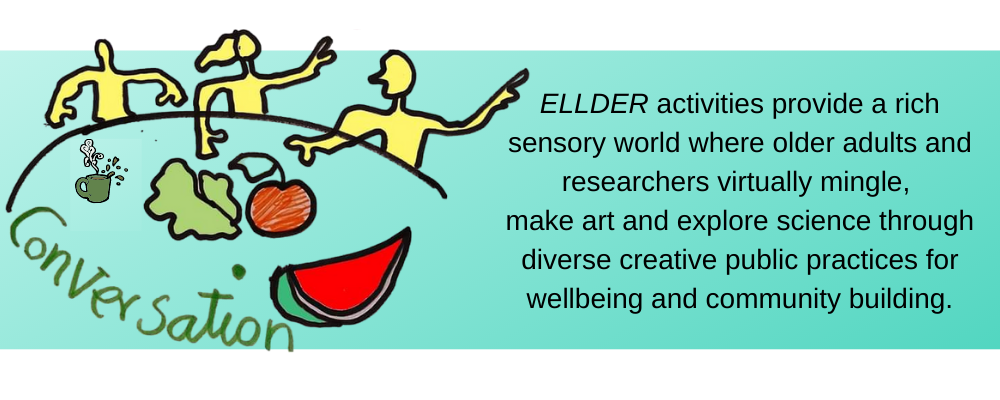 Conversation
ELLDER activities provide a rich
sensory world where older adults and
researchers virtually mingle,
make art and explore science through
diverse creative public practices for
wellbeing and community building.